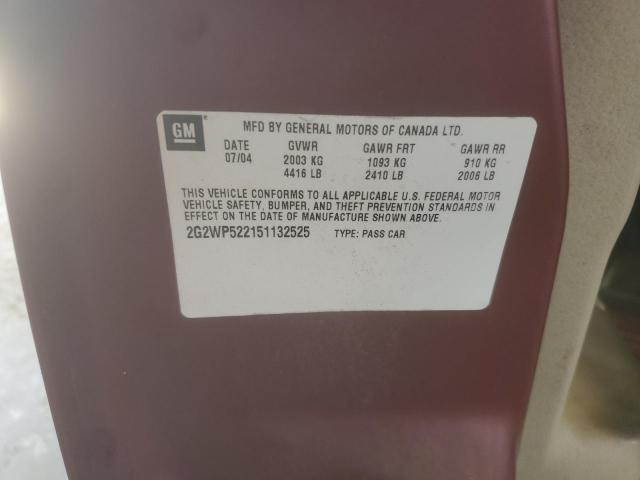 GM MFD BY GENERAL MOTORS OF CANADA LTD.
DATE GVWR GAWR FRT GAWR RR
07/04 2003 KG 1093 KG 910 KG
4416 LB 2410 LB 2006 LB
THIS VEHICLE CONFORMS TO ALL APPLICABLE U.S. FEDERAL MOTOR
VEHICLE SAFETY, BUMPER, AND THEFT PREVENTION STANDARDS IN
EFFECT ON THE DATE OF MANUFACTURE SHOWN ABOVE.
2G2WP522151132525 TYPE: PASS CAR